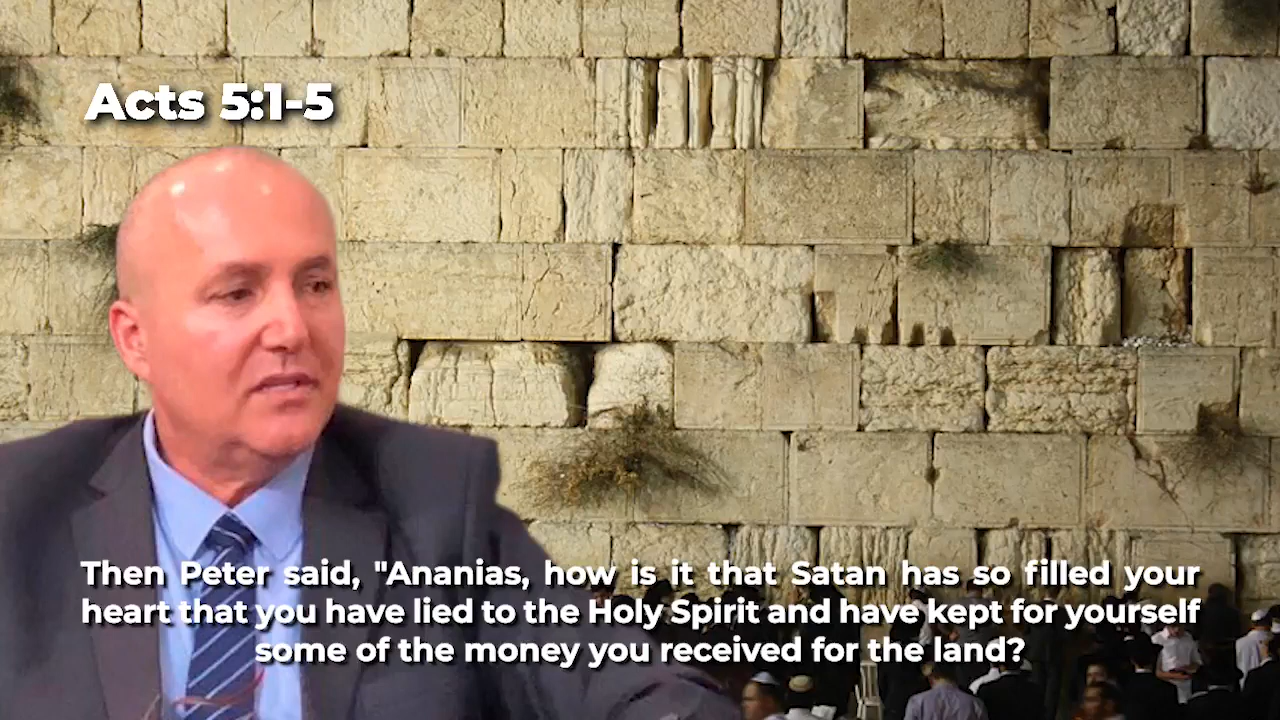 Acts 5:1-5
Then Peter said, "Ananias, how is it that Satan has so filled your
heart that you have lied to the Holy Spirit and have kept for yourself
some of the money you received for the land?